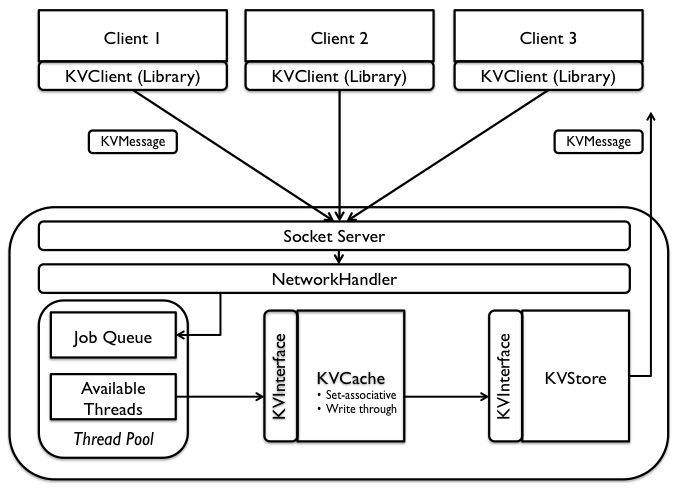 Client 1
Client 2
Client 3
KVClient (Library)
KVClient (Library)
KVClient (Library)
KVMessage
KVMessage
Socket Server
NetworkHandler
Job Queue
Available
Threads
Thread Pool
KVInterface
KVCache
• Set-associative
• Write through
KVInterface
KVStore